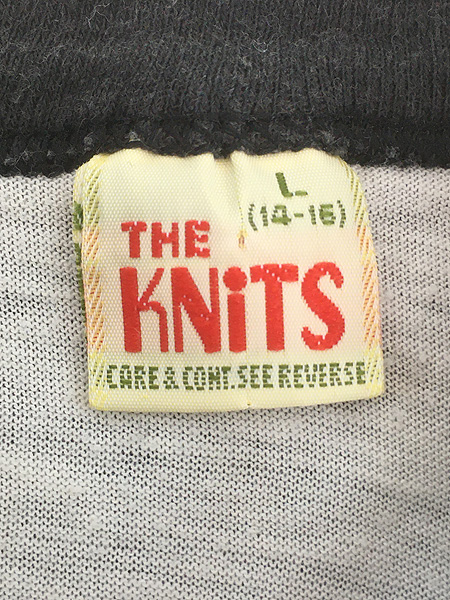 L
(14-16)
THE
KNiTS
CARE & CONT. SEE REVERSE